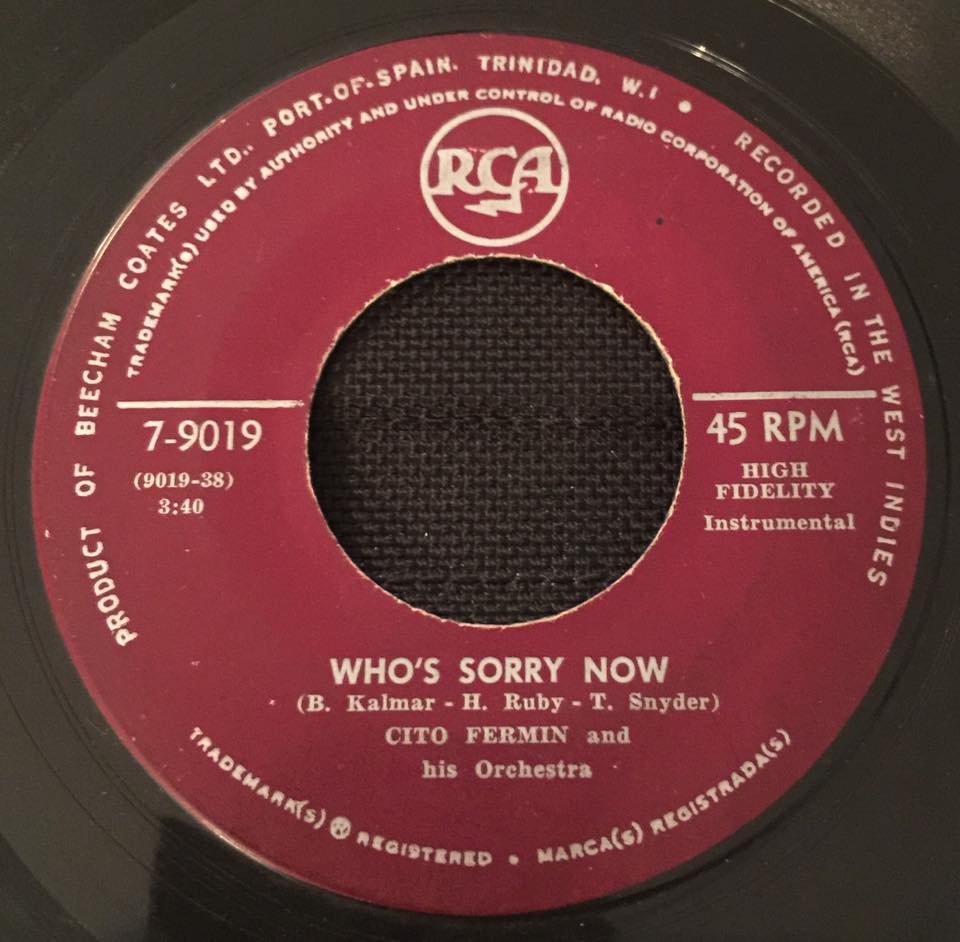 PRODUCT OF BEECHAM COATES LTD., PORT-OF-SPAIN. TRINIDAD. W.I • RECORDED IN THE WEST INDIES
TRADEMARK(s) USED BY AUTHORITY AND UNDER CONTROL OF RADIO CORPORATION OF AMERICA (RCA)
RCA
7-9019
(9019-38)
3:40
45 RPM
HIGH
FIDELITY
Instrumental
WHO'S SORRY NOW
(B. Kalmar - H. Ruby - T. Snyder)
CITO FERMIN and
his Orchestra
TRADEMARK(s) ® REGISTERED • MARCA(s) REGISTRADA(s)